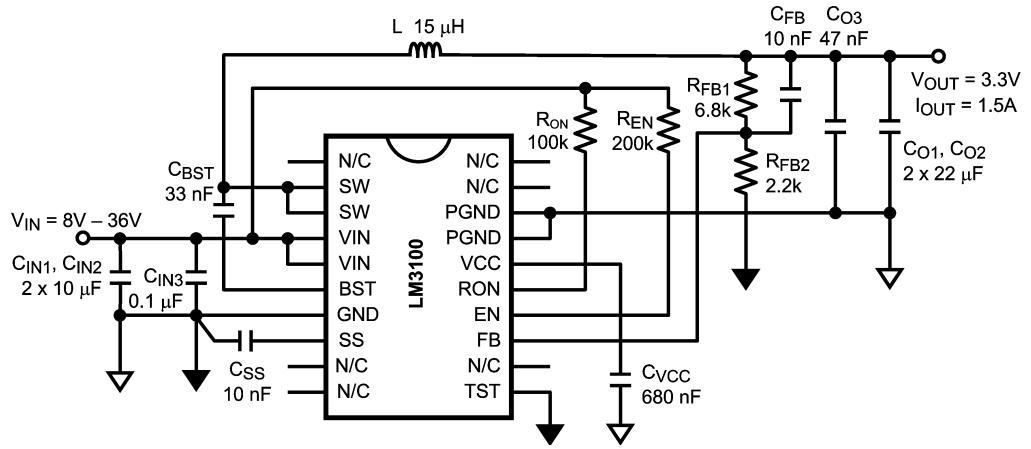 L 15 μH
CFB
10 nF
CO3
47 nF
VOUT = 3.3V
IOUT = 1.5A
RFB1
6.8k
RON
100k
REN
200k
CO1, CO2
2 x 22 μF
RFB2
2.2k
CBST
33 nF
VIN = 8V – 36V
CIN1, CIN2
2 x 10 μF
CIN3
0.1 μF
CSS
10 nF
N/C
SW
SW
VIN
VIN
BST
GND
SS
N/C
N/C
LM3100
N/C
N/C
PGND
PGND
VCC
RON
EN
FB
N/C
TST
CVCC
680 nF